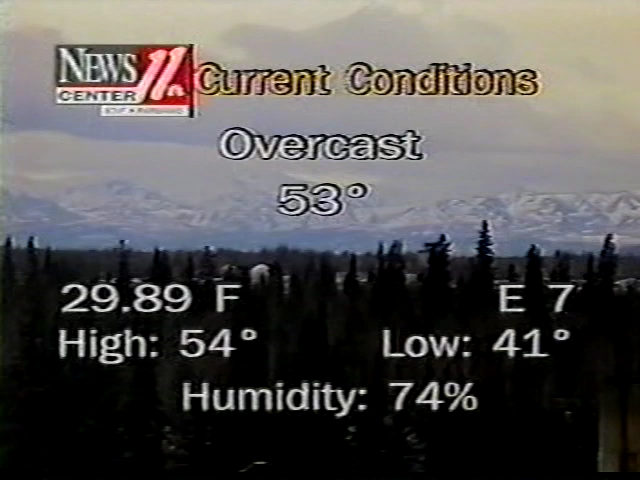 NEWS 11
CENTER
Current Conditions
Overcast
53°
29.89 F
E 7
High: 54°
Low: 41°
Humidity: 74%